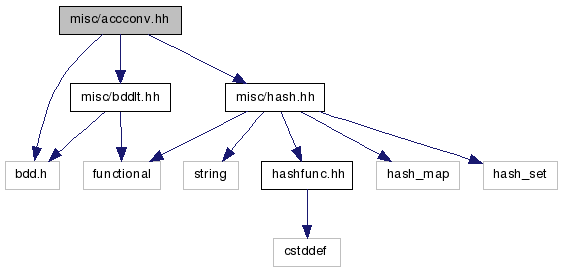 misc/accconv.hh
misc/bddlt.hh
misc/hash.hh
bdd.h
functional
string
hashfunc.hh
hash_map
hash_set
cstddef